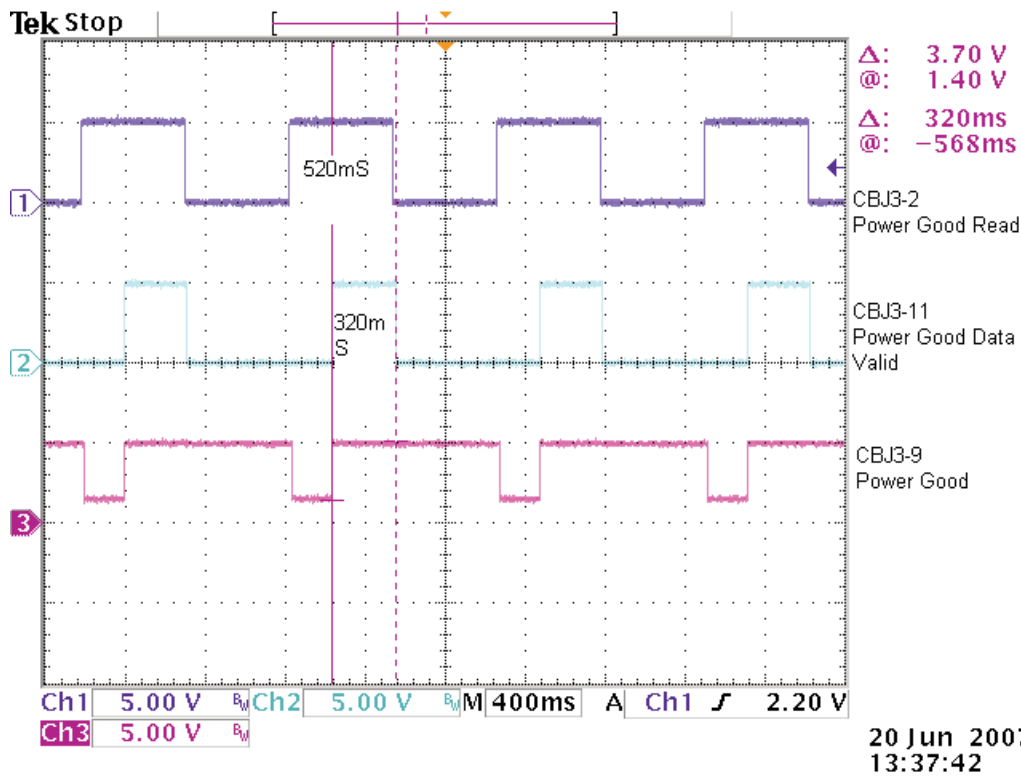 Tek Stop
Δ: 3.70 V
@: 1.40 V
Δ: 320ms
@: −568ms
520mS
1
CBJ3-2
Power Good Read
320m
S
2
CBJ3-11
Power Good Data
Valid
CBJ3-9
Power Good
3
Ch1 5.00 V BW Ch2 5.00 V BW M 400ms A Ch1 2.20 V
Ch3 5.00 V BW
20 Jun 2007
13:37:42